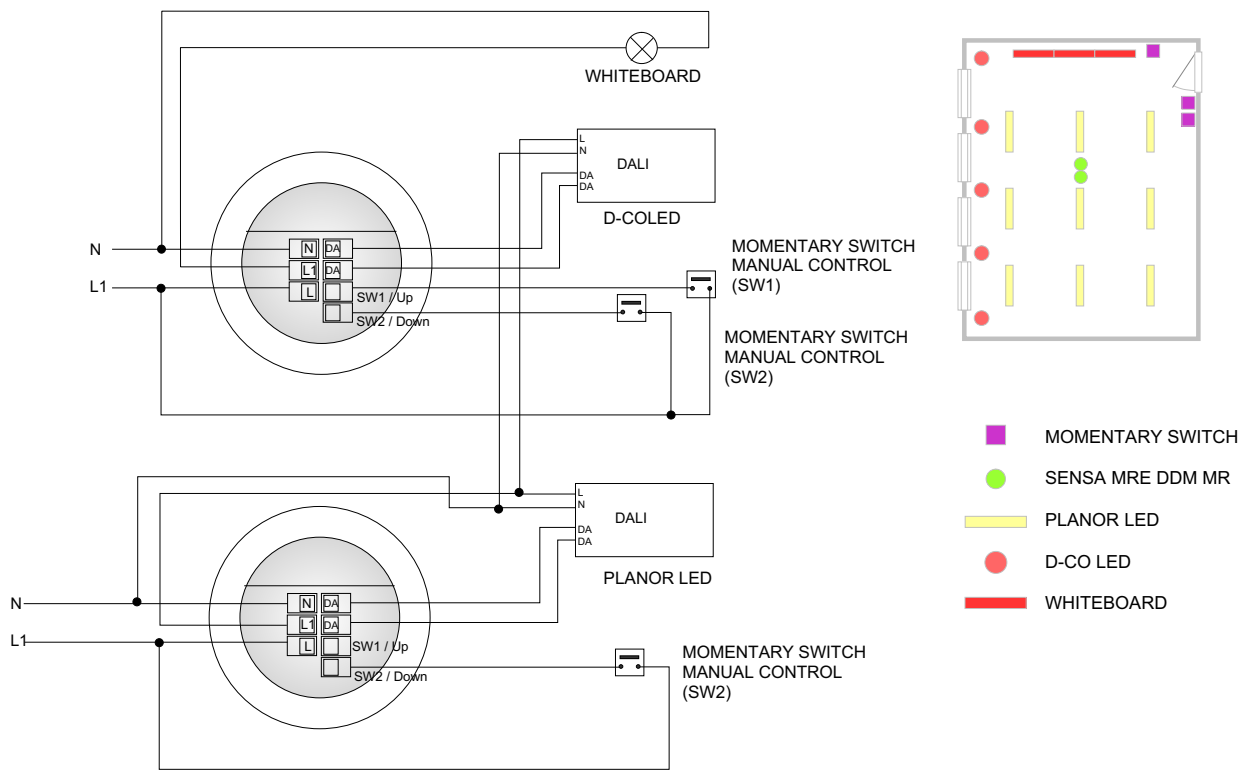 WHITEBOARD
L
N
DALI
DA
DA
D-COLED
N
N
DA
L1
DA
L1
L
SW1 / Up
SW2 / Down
MOMENTARY SWITCH
MANUAL CONTROL
(SW1)
MOMENTARY SWITCH
MANUAL CONTROL
(SW2)
L
N
DALI
DA
DA
PLANOR LED
N
N
DA
L1
DA
L1
L
SW1 / Up
SW2 / Down
MOMENTARY SWITCH
MANUAL CONTROL
(SW2)
MOMENTARY SWITCH
SENSA MRE DDM MR
PLANOR LED
D-CO LED
WHITEBOARD